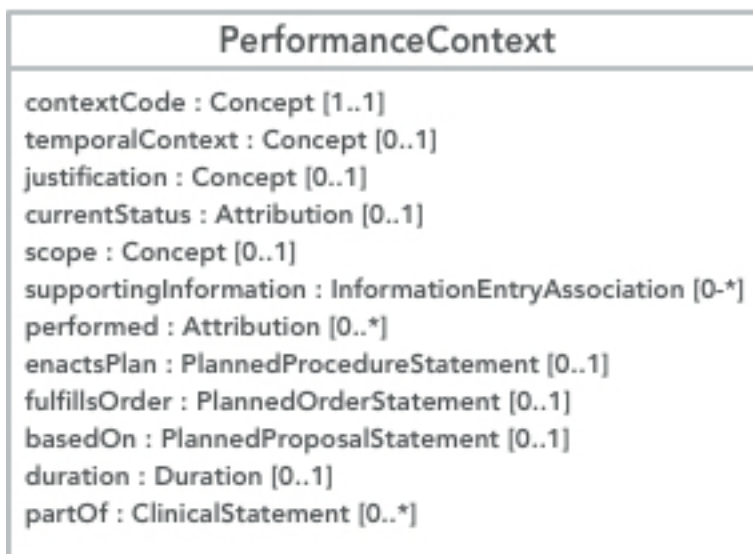 PerformanceContext
contextCode : Concept [1..1]
temporalContext : Concept [0..1]
justification : Concept [0..1]
currentStatus : Attribution [0..1]
scope : Concept [0..1]
supportingInformation : InformationEntryAssociation [0-*]
performed : Attribution [0..*]
enactsPlan : PlannedProcedureStatement [0..1]
fulfillsOrder : PlannedOrderStatement [0..1]
basedOn : PlannedProposalStatement [0..1]
duration : Duration [0..1]
partOf : ClinicalStatement [0..*]